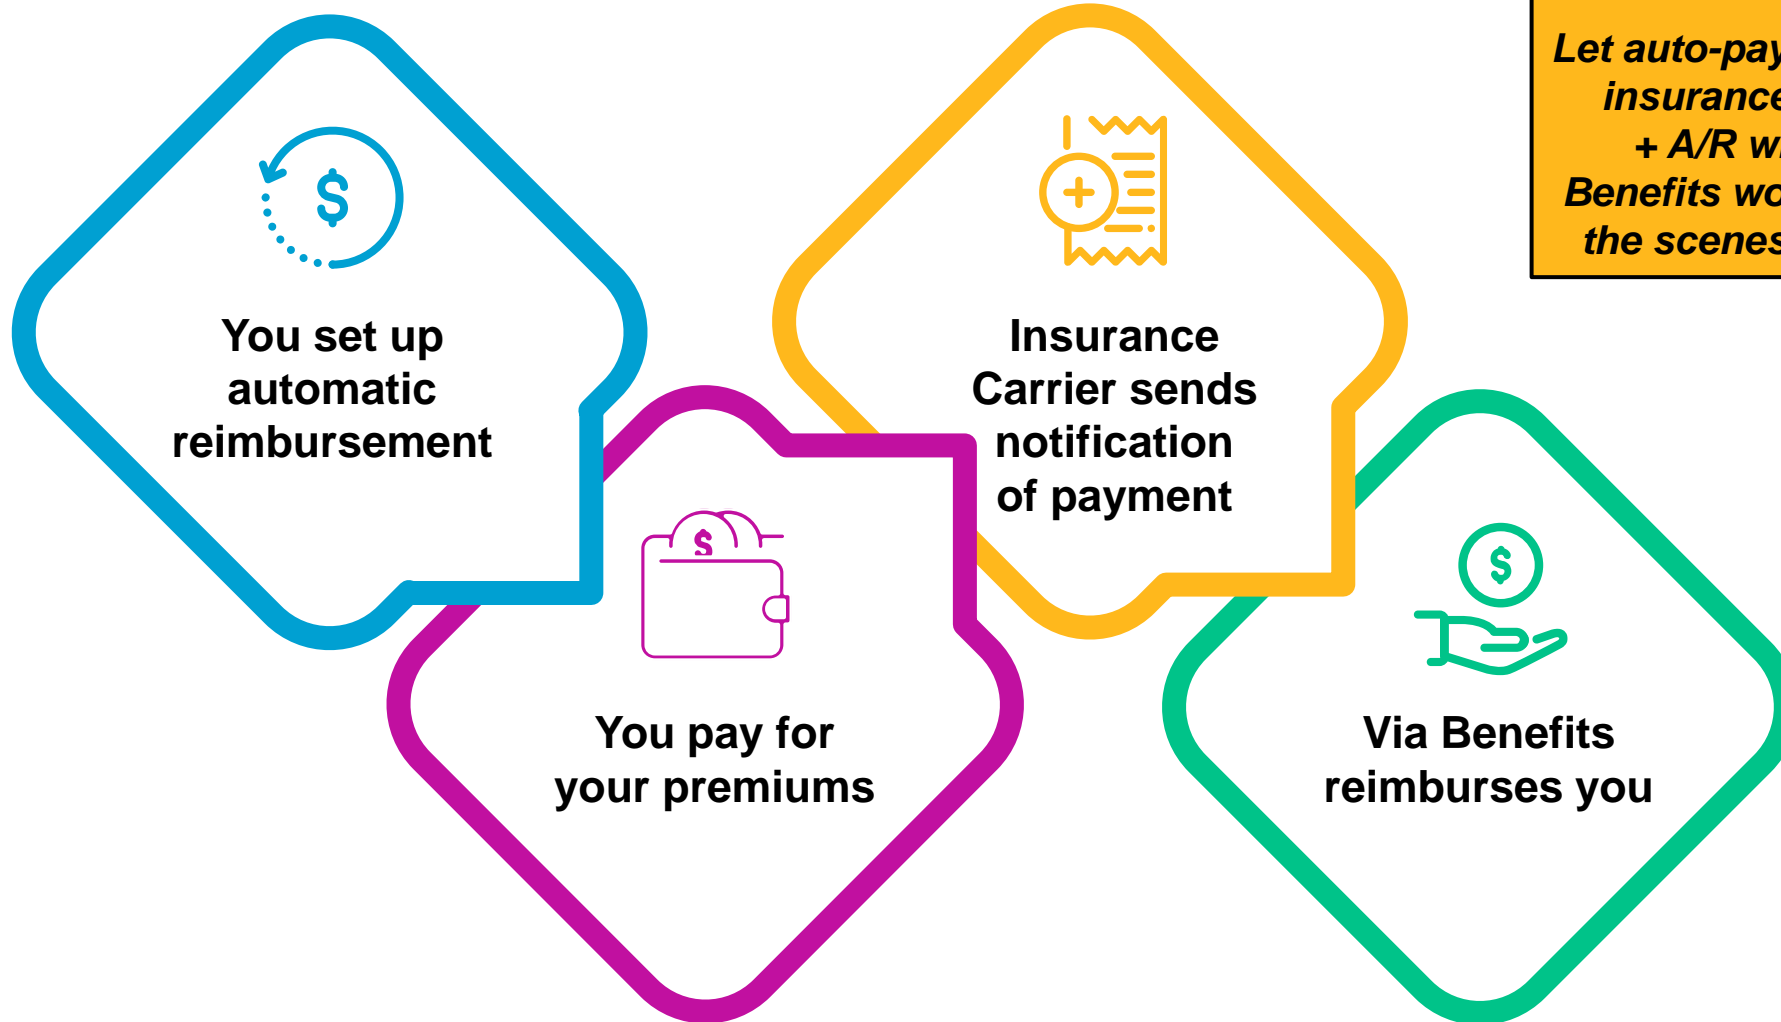 You set up
automatic
reimbursement
You pay for
your premiums
Insurance
Carrier sends
notification
of payment
Via Benefits
reimburses you
Let auto-pay
insurance
+ A/R
Benefits
the scenes